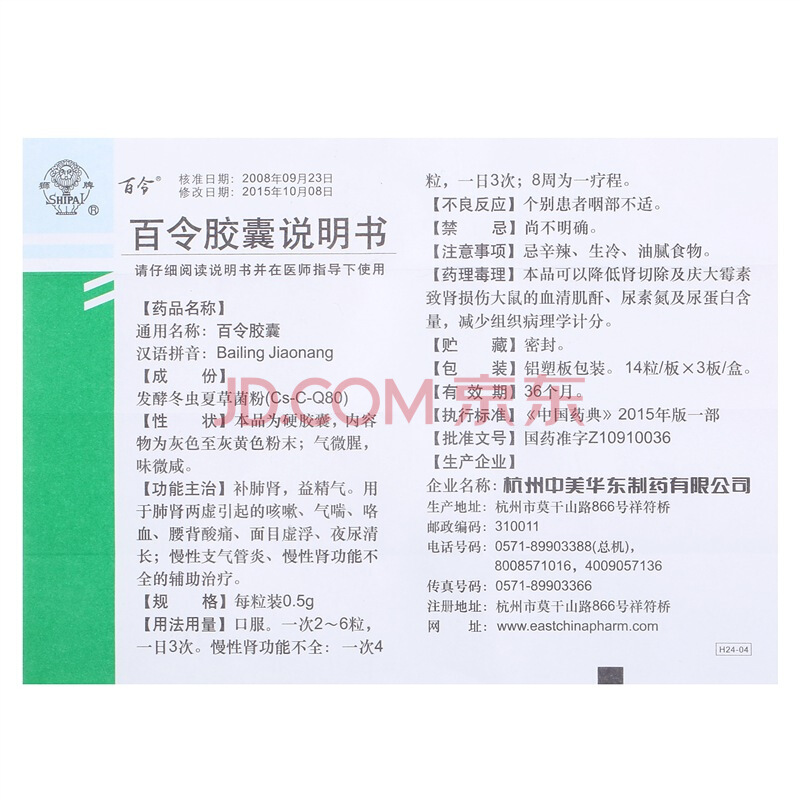 狮牌
SHIPAI
®
百令®
核准日期：2008年09月23日
修改日期：2015年10月08日
百令胶囊说明书
请仔细阅读说明书并在医师指导下使用
【药品名称】
通用名称：百令胶囊
汉语拼音：Bailing Jiaonang
【成　　份】
发酵冬虫夏草菌粉(Cs-C-Q80)
【性　　状】本品为硬胶囊，内容
物为灰色至灰黄色粉末；气微腥，
味微咸。
【功能主治】补肺肾，益精气。用
于肺肾两虚引起的咳嗽、气喘、咯
血、腰背酸痛、面目虚浮、夜尿清
长；慢性支气管炎、慢性肾功能不
全的辅助治疗。
【规　　格】每粒装0.5g
【用法用量】口服。一次2～6粒，
一日3次。慢性肾功能不全：一次4
粒，一日3次；8周为一疗程。
【不良反应】个别患者咽部不适。
【禁　　忌】尚不明确。
【注意事项】忌辛辣、生冷、油腻食物。
【药理毒理】本品可以降低肾切除及庆大霉素
致肾损伤大鼠的血清肌酐、尿素氮及尿蛋白含
量，减少组织病理学计分。
【贮　　藏】密封。
【包　　装】铝塑板包装。14粒/板×3板/盒。
【有 效 期】36个月。
【执行标准】《中国药典》2015年版一部
【批准文号】国药准字Z10910036
【生产企业】
企业名称：杭州中美华东制药有限公司
生产地址：杭州市莫干山路866号祥符桥
邮政编码：310011
电话号码：0571-89903388(总机)，
8008571016，4009057136
传真号码：0571-89903366
注册地址：杭州市莫干山路866号祥符桥
网　　址：www.eastchinapharm.com
H24-04
JD.COM 京东